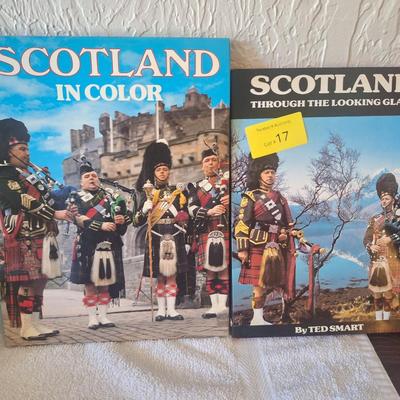 SCOTLAND
IN COLOR
SCOTLAND
THROUGH THE LOOKING GLA
17
By TED SMART